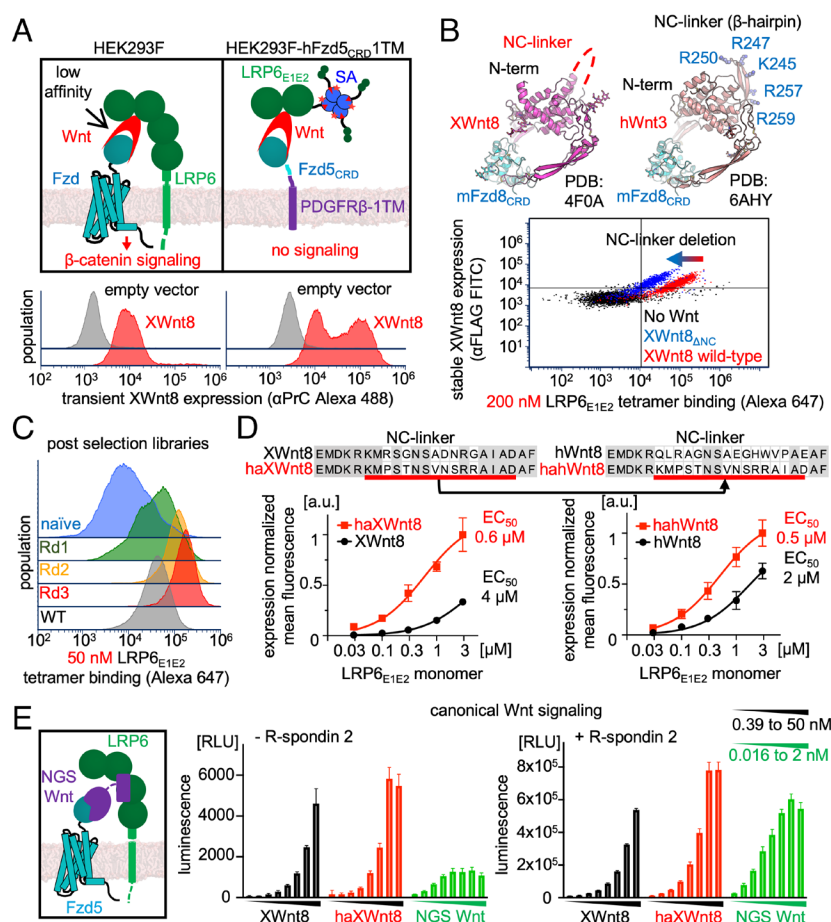 A
HEK293F
HEK293F-hFzd5CRD1TM
low
affinity
Wnt
Fzd
LRP6
β-catenin signaling
LRP6E1E2
SA
Wnt
Fzd5CRD
PDGFRβ-1TM
no signaling
empty vector
XWnt8
empty vector
XWnt8
population
10² 10³ 10⁴ 10⁵ 10⁶
10² 10³ 10⁴ 10⁵ 10⁶
transient XWnt8 expression (αPrC Alexa 488)
B
NC-linker
N-term
XWnt8
mFzd8CRD
PDB:
4F0A
NC-linker (β-hairpin)
R247
R250
K245
N-term
R257
R259
hWnt3
mFzd8CRD
PDB:
6AHY
stable XWnt8 expression
(αFLAG FITC)
10⁶
10⁵
10⁴
10³
10²
10¹
NC-linker deletion
No Wnt
XWnt8ΔNC
XWnt8 wild-type
10² 10³ 10⁴ 10⁵ 10⁶
200 nM LRP6E1E2 tetramer binding (Alexa 647)
C
post selection libraries
population
naïve
Rd1
Rd2
Rd3
WT
10³ 10⁴ 10⁵ 10⁶
50 nM LRP6E1E2
tetramer binding (Alexa 647)
D
NC-linker
XWnt8 EMDKRKMRSGNSADNRGAIADAF
haXWnt8 EMDKRKMPSTNSVNSRRAIADAF
NC-linker
hWnt8 EMDKRQLRAGNSAEGHWVPAEAF
hahWnt8 EMDKRKMPSTNSVNSRRAIADAF
expression normalized
mean fluorescence
[a.u.]
1
0.5
0
haXWnt8
XWnt8
EC50
0.6 µM
EC50
4 µM
0.03 0.1 0.3 1 3 [µM]
LRP6E1E2 monomer
expression normalized
mean fluorescence
[a.u.]
1
0.5
0
hahWnt8
hWnt8
EC50
0.5 µM
EC50
2 µM
0.03 0.1 0.3 1 3
LRP6E1E2 monomer
E
LRP6
NGS
Wnt
Fzd5
canonical Wnt signaling
0.39 to 50 nM
0.016 to 2 nM
[RLU] - R-spondin 2
luminescence
6000
4000
2000
0
XWnt8 haXWnt8 NGS Wnt
[RLU] + R-spondin 2
luminescence
8x10⁵
6x10⁵
4x10⁵
2x10⁵
0
XWnt8 haXWnt8 NGS Wnt